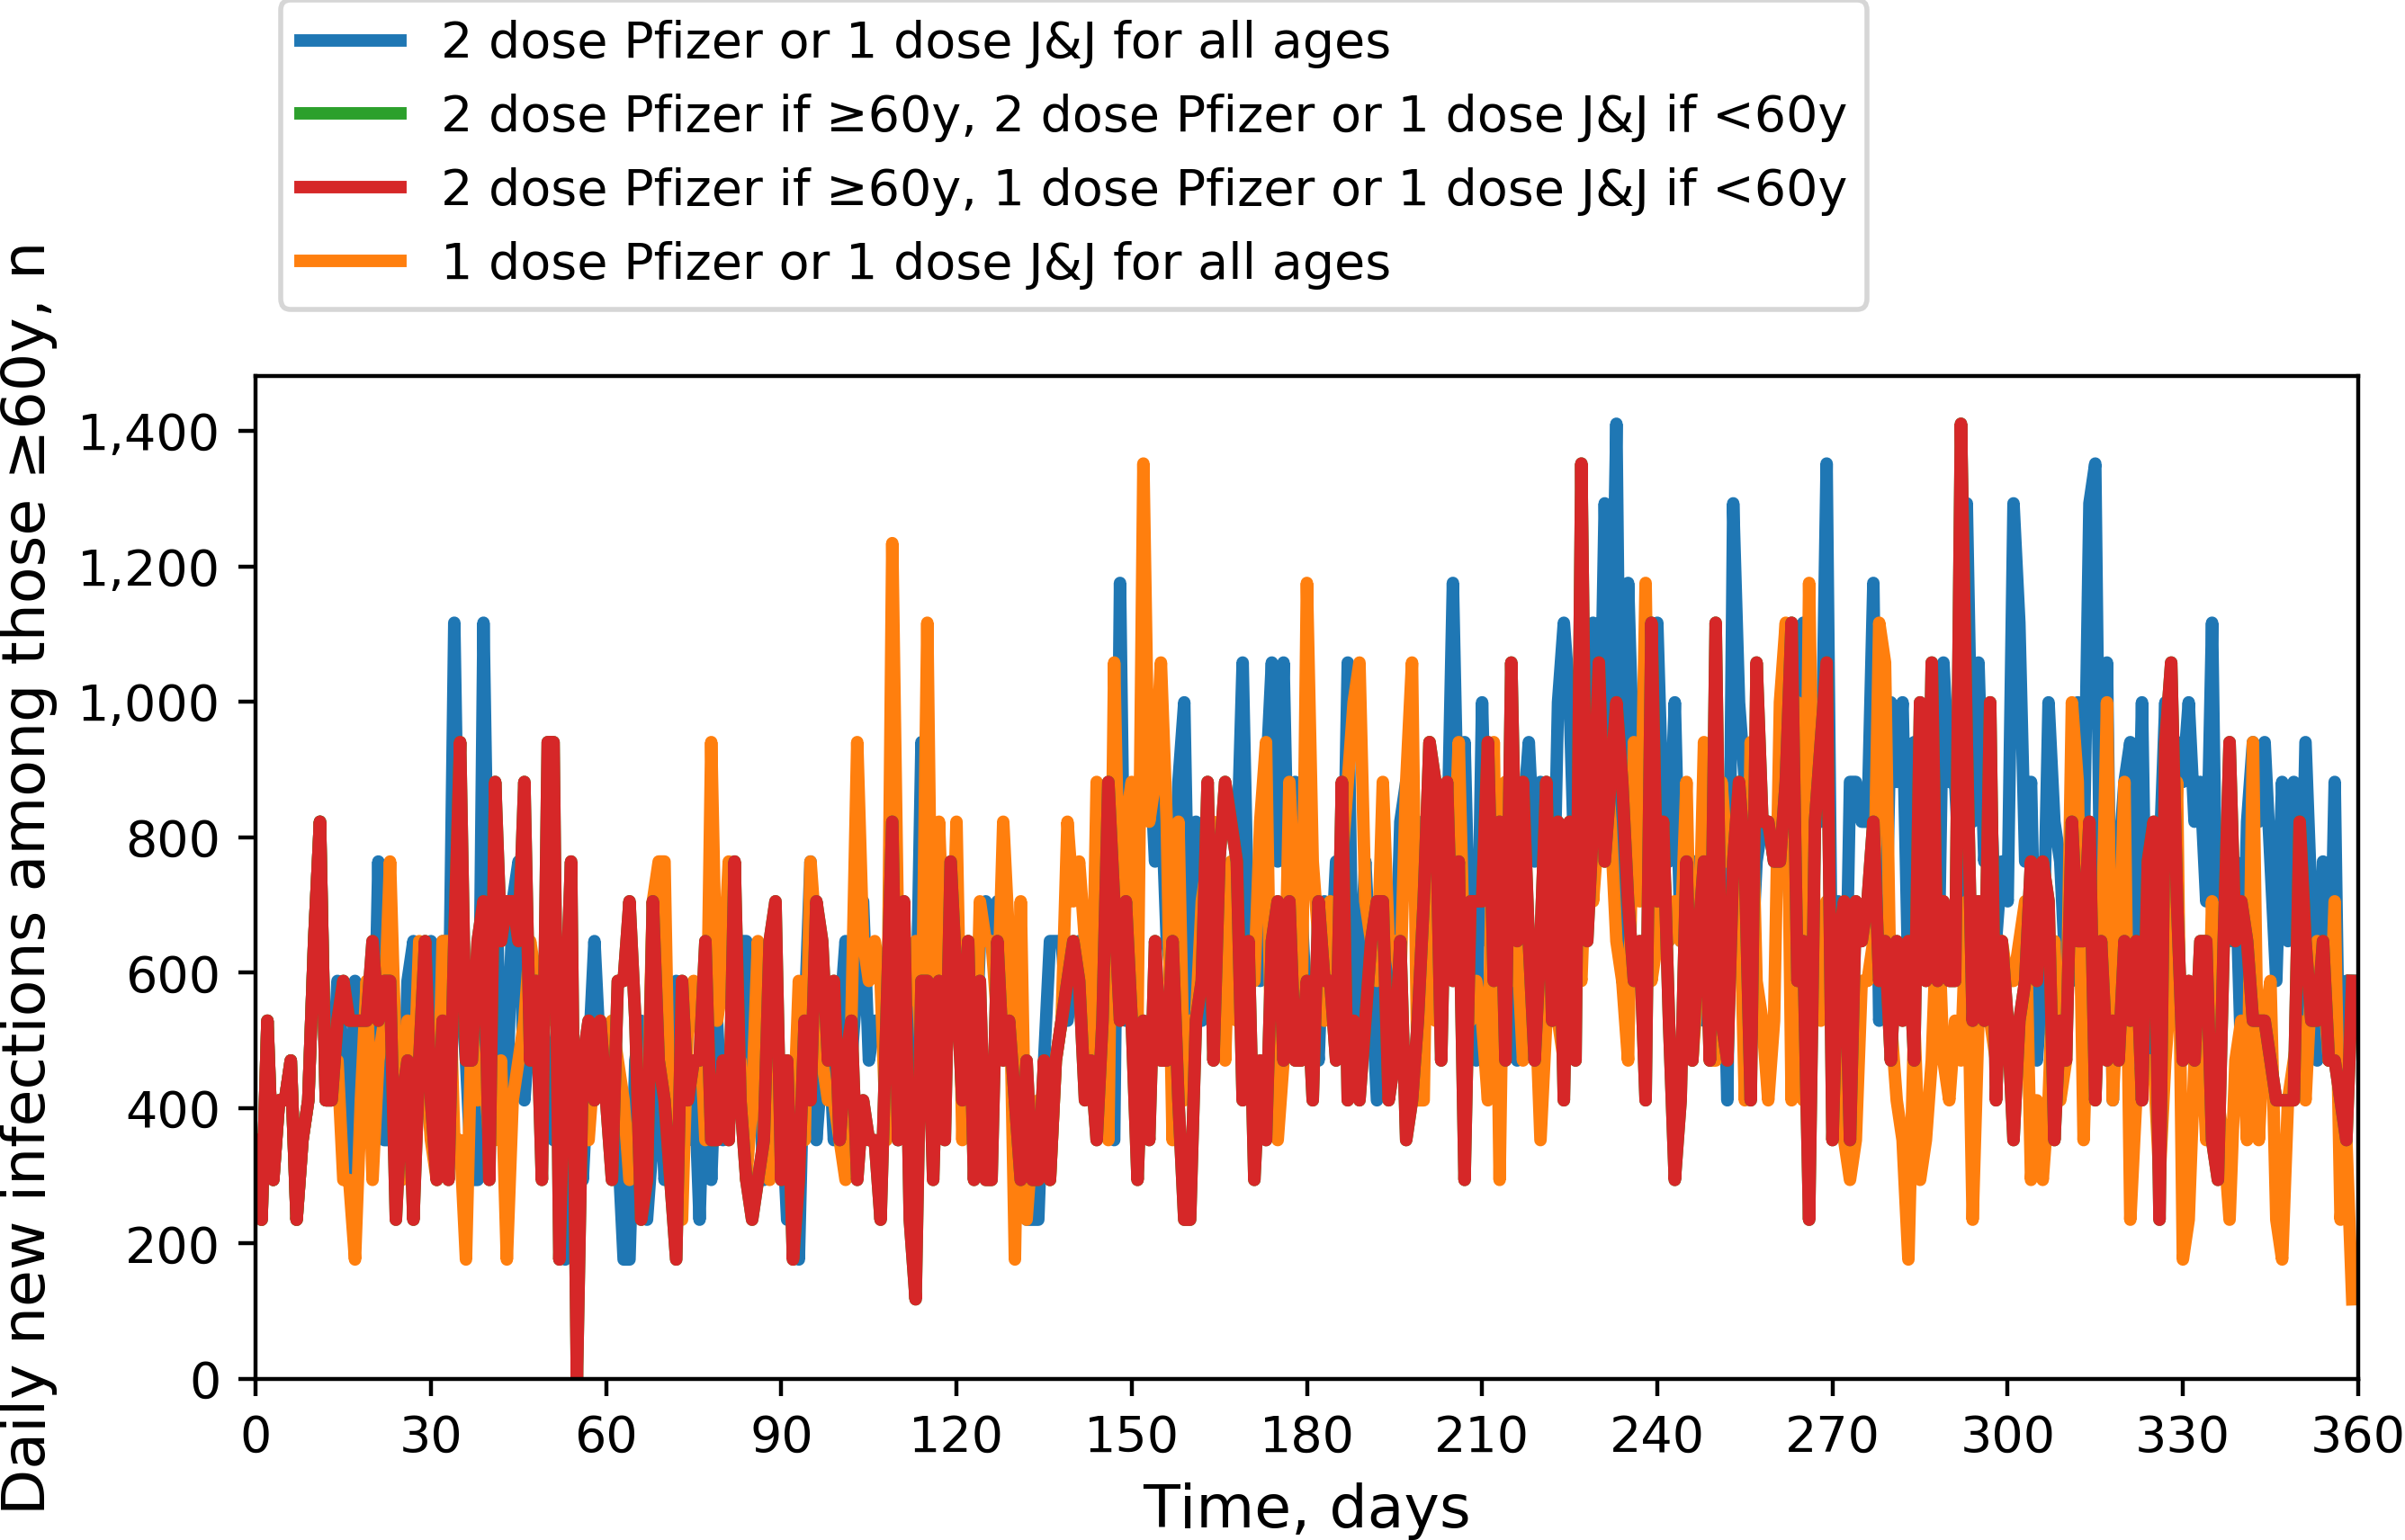 2 dose Pfizer or 1 dose J&J for all ages
2 dose Pfizer if ≥60y, 2 dose Pfizer or 1 dose J&J if <60y
2 dose Pfizer if ≥60y, 1 dose Pfizer or 1 dose J&J if <60y
1 dose Pfizer or 1 dose J&J for all ages
Daily new infections among those ≥60y, n
1,400
1,200
1,000
800
600
400
200
0
0 30 60 90 120 150 180 210 240 270 300 330 360
Time, days